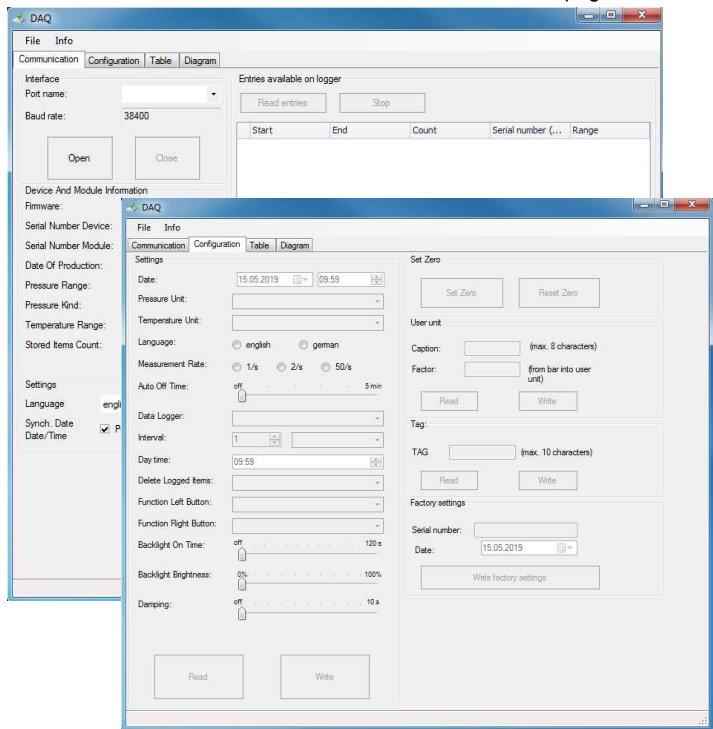 DAQ
File Info
Communication Configuration Table Diagram
Interface
Port name:
Baud rate: 38400
Open Close
Entries available on logger
Read entries Stop
Start End Count Serial number (... Range
Device And Module Information
Firmware:
Serial Number Device:
Serial Number Module:
Date Of Production:
Pressure Range:
Pressure Kind:
Temperature Range:
Stored Items Count:
Settings
Language engli
Synch. Date P
Date/Time
DAQ
File Info
Communication Configuration Table Diagram
Settings
Date: 15.05.2019 09:59
Pressure Unit:
Temperature Unit:
Language: english german
Measurement Rate: 1/s 2/s 50/s
Auto Off Time: off 5 min
Data Logger:
Interval: 1
Day time: 09:59
Delete Logged Items:
Function Left Button:
Function Right Button:
Backlight On Time: off 120 s
Backlight Brightness: 0% 100%
Damping: off 10 s
Read Write
Set Zero
Set Zero Reset Zero
User unit
Caption: (max. 8 characters)
Factor: (from bar into user
unit)
Read Write
Tag:
TAG (max. 10 characters)
Read Write
Factory settings
Serial number:
Date: 15.05.2019
Write factory settings